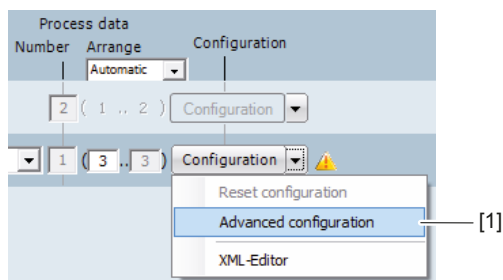 Process data
Number Arrange Configuration
Automatic
2 ( 1 .. 2 ) Configuration
1 ( 3 .. 3 ) Configuration
Reset configuration
Advanced configuration [1]
XML-Editor